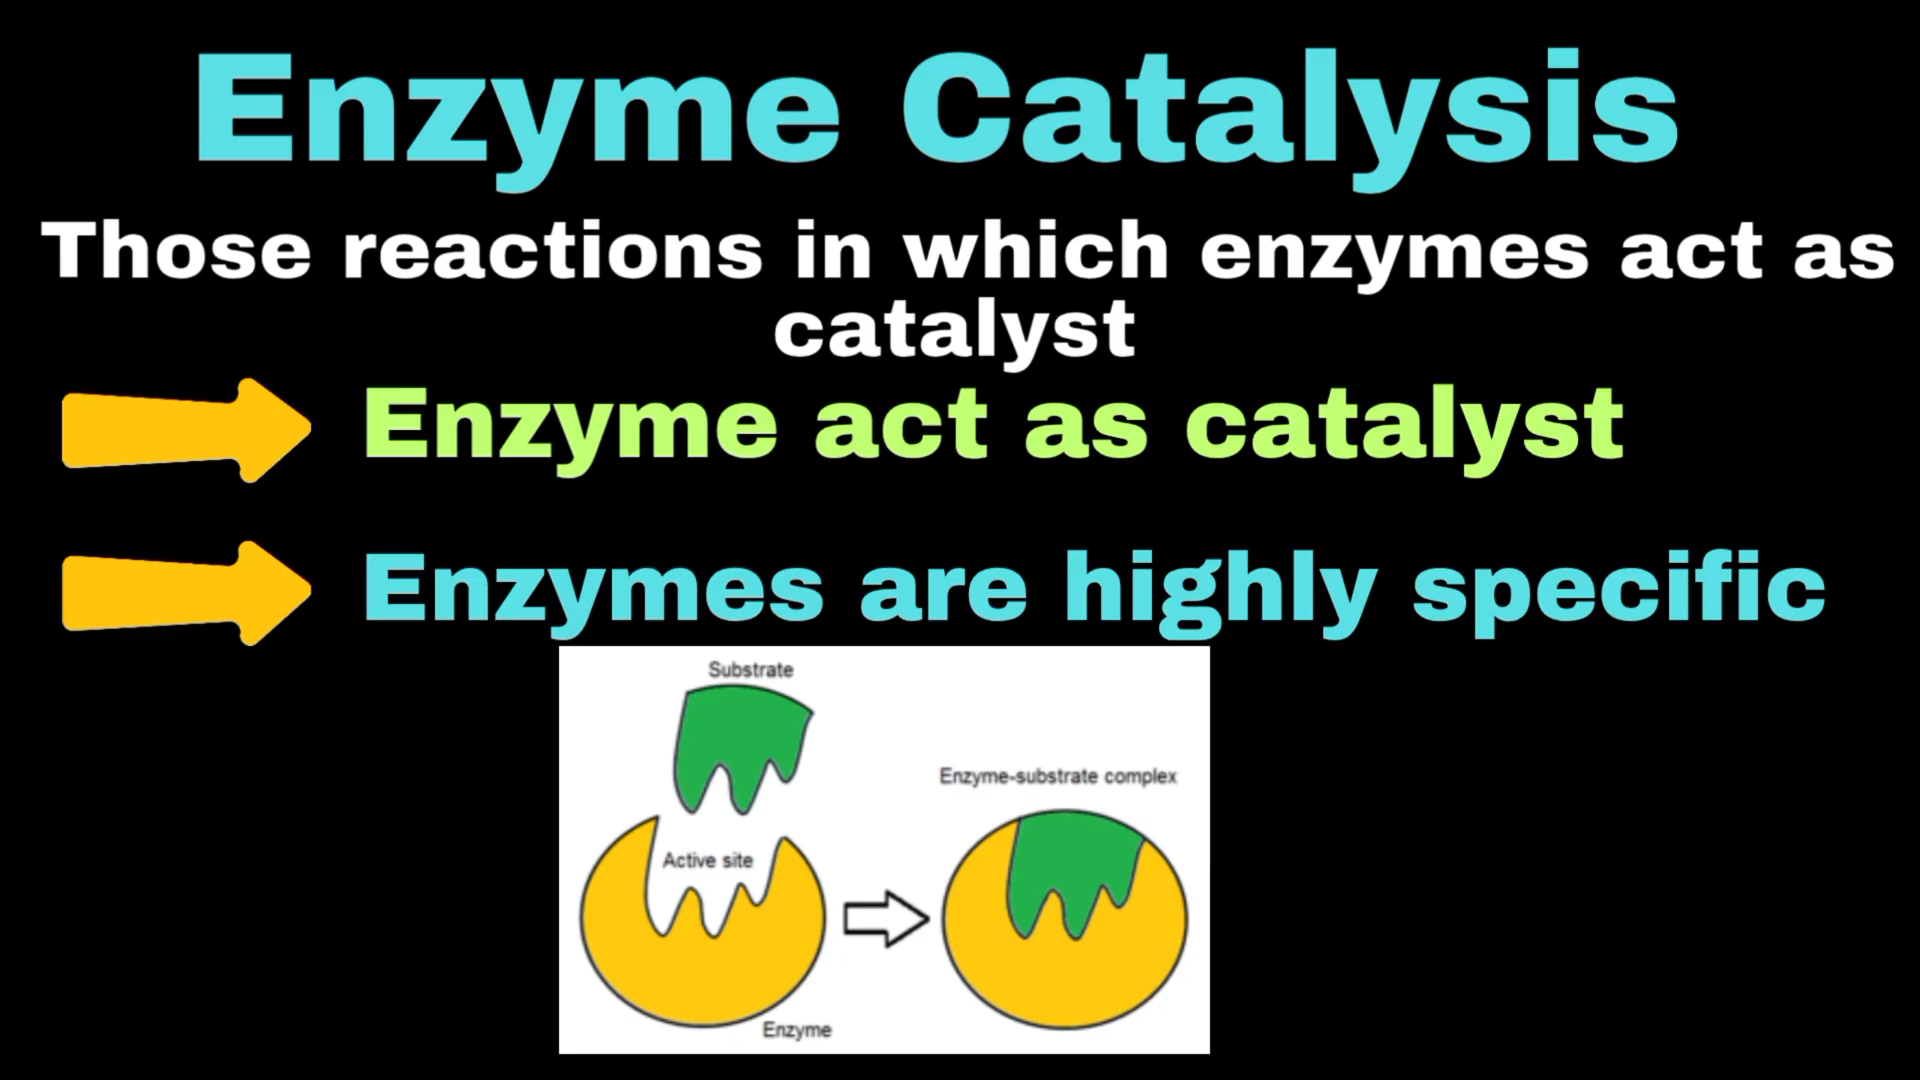 Enzyme Catalysis
Those reactions in which enzymes act as
catalyst
Enzyme act as catalyst
Enzymes are highly specific
Substrate
Enzyme-substrate complex
Active site
Enzyme